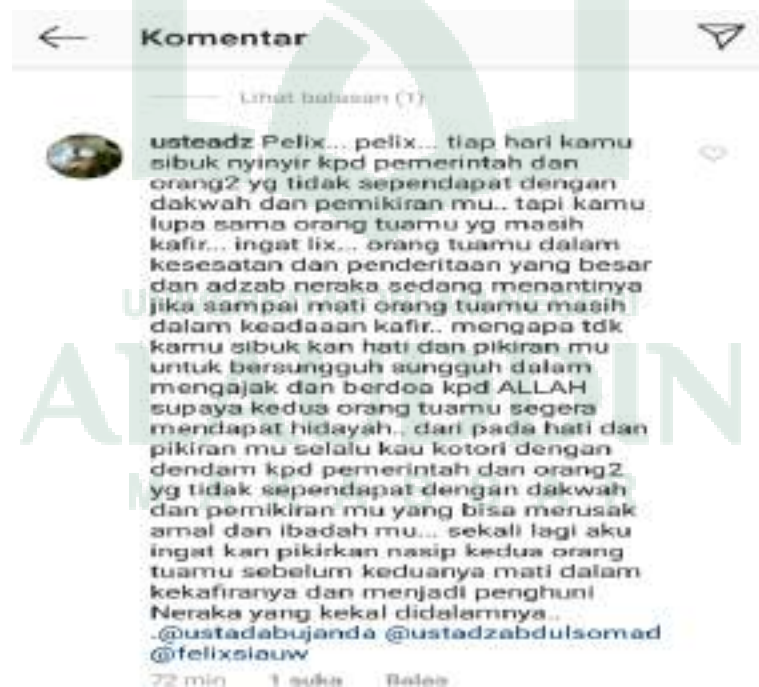 Komentar
Lihat balasan (1)
usteadz Pelix... pelix... tiap hari kamu
sibuk nyinyir kpd pemerintah dan
orang2 yg tidak sependapat dengan
dakwah dan pemikiran mu.. tapi kamu
lupa sama orang tuamu yg masih
kafir... ingat lix... orang tuamu dalam
kesesatan dan penderitaan yang besar
dan adzab neraka sedang menantinya
jika sampai mati orang tuamu masih
dalam keadaaan kafir.. mengapa tdk
kamu sibuk kan hati dan pikiran mu
untuk bersungguh sungguh dalam
mengajak dan berdoa kpd ALLAH
supaya kedua orang tuamu segera
mendapat hidayah.. dari pada hati dan
pikiran mu selalu kau kotori dengan
dendam kpd pemerintah dan orang2
yg tidak sependapat dengan dakwah
dan pemikiran mu yang bisa merusak
amal dan ibadah mu... sekali lagi aku
ingat kan pikirkan nasip kedua orang
tuamu sebelum keduanya mati dalam
kekafiranya dan menjadi penghuni
Neraka yang kekal didalamnya..
.@ustadabujanda @ustadzabdulsomad
@felixsiauw
72 min 1 suka Balas